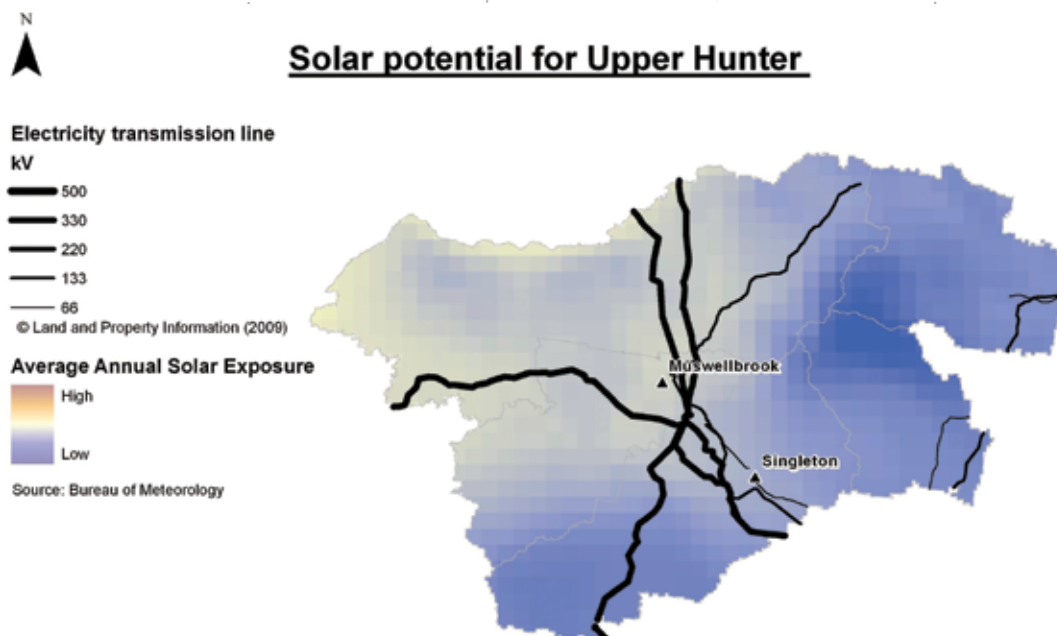 N
Solar potential for Upper Hunter
Electricity transmission line
kV
500
330
220
133
66
© Land and Property Information (2009)
Average Annual Solar Exposure
High
Low
Source: Bureau of Meteorology
Muswellbrook
Singleton